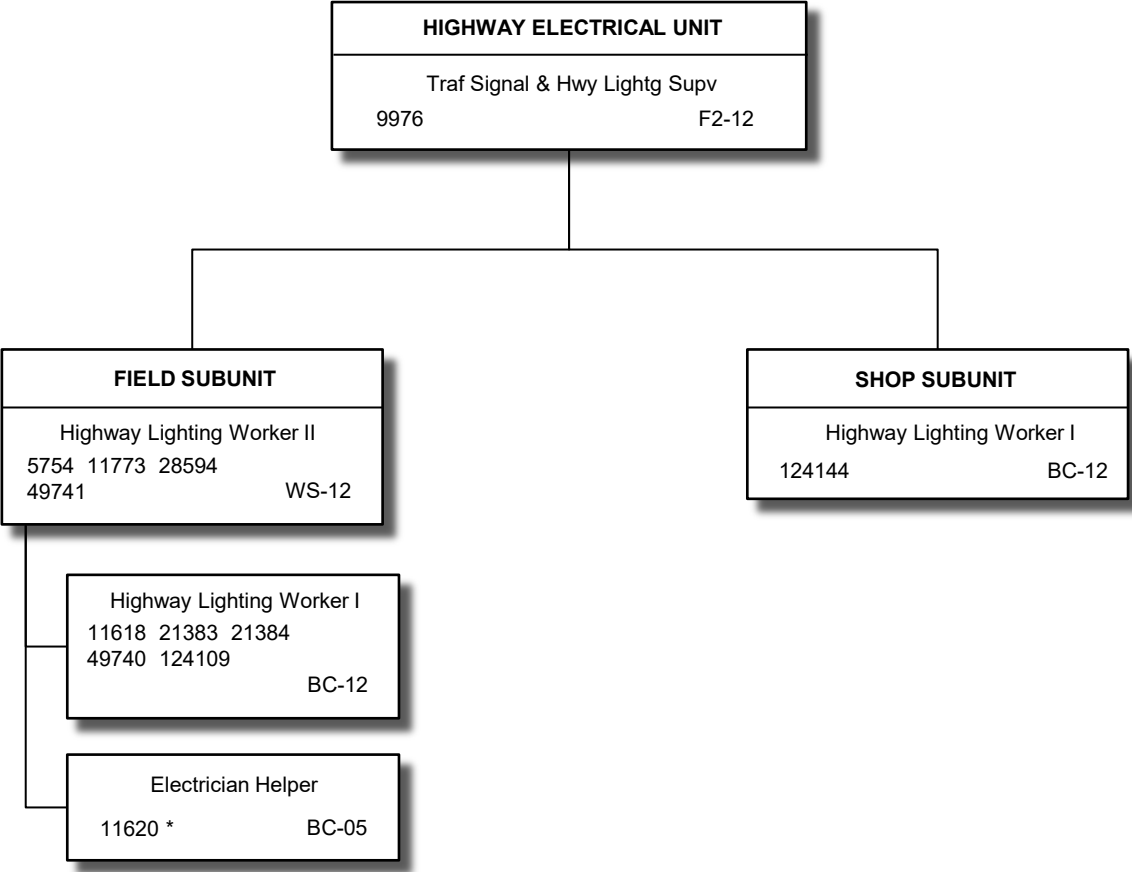 HIGHWAY ELECTRICAL UNIT
Traf Signal & Hwy Lightg Supv
9976 F2-12
FIELD SUBUNIT
Highway Lighting Worker II
5754 11773 28594
49741 WS-12
SHOP SUBUNIT
Highway Lighting Worker I
124144 BC-12
Highway Lighting Worker I
11618 21383 21384
49740 124109
BC-12
Electrician Helper
11620 * BC-05